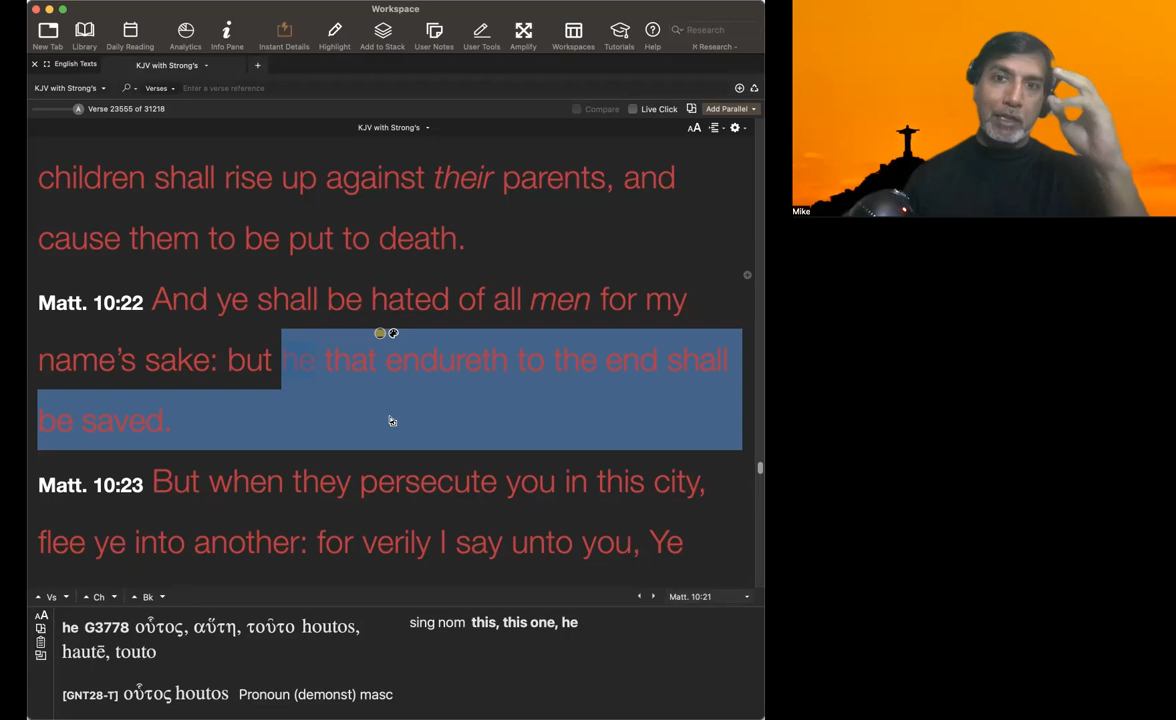 Workspace
New Tab
Library
Daily Reading
Analytics
Info Pane
Instant Details
Highlight
Add to Stack
User Notes
User Tools
Amplify
Workspaces
Tutorials
Help
Research
Research
English Texts
KJV with Strong's
+
KJV with Strong's
Verses
Enter a verse reference
A Verse 23555 of 31218
Compare
Live Click
Add Parallel
KJV with Strong's
AA
children shall rise up against their parents, and
cause them to be put to death.
Matt. 10:22 And ye shall be hated of all men for my
name's sake: but he that endureth to the end shall
be saved.
Matt. 10:23 But when they persecute you in this city,
flee ye into another: for verily I say unto you, Ye
Vs
Ch
Bk
Matt. 10:21
AA
he G3778 οὗτος, αὕτη, τοῦτο houtos,
hautē, touto
[GNT28-T] οὗτος houtos Pronoun (demonst) masc
sing nom this, this one, he
Mike